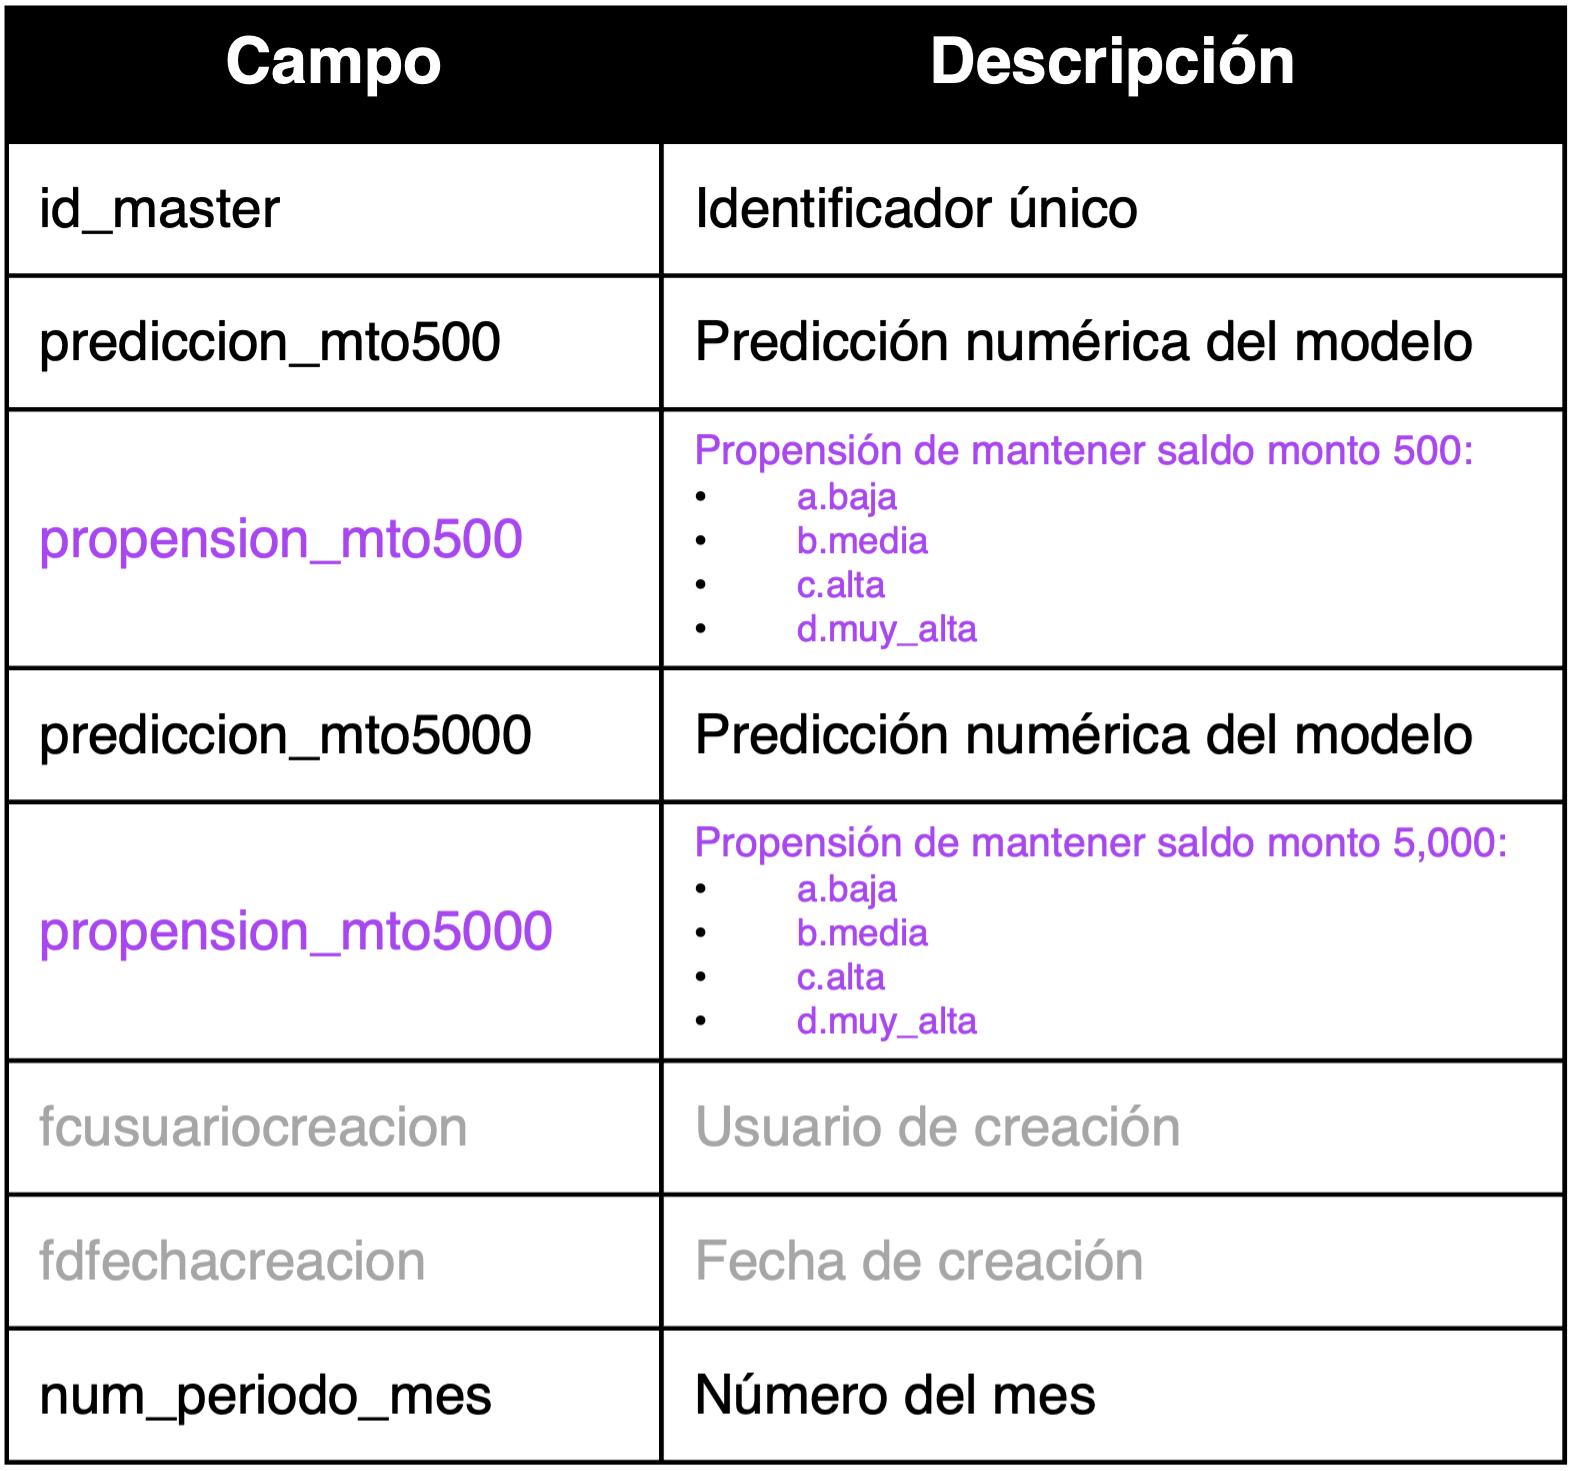 Campo Descripción
id_master Identificador único
prediccion_mto500 Predicción numérica del modelo
propension_mto500
Propensión de mantener saldo monto 500:
• a.baja
• b.media
• c.alta
• d.muy_alta
prediccion_mto5000 Predicción numérica del modelo
propension_mto5000
Propensión de mantener saldo monto 5,000:
• a.baja
• b.media
• c.alta
• d.muy_alta
fcusuariocreacion Usuario de creación
fdfechacreacion Fecha de creación
num_periodo_mes Número del mes